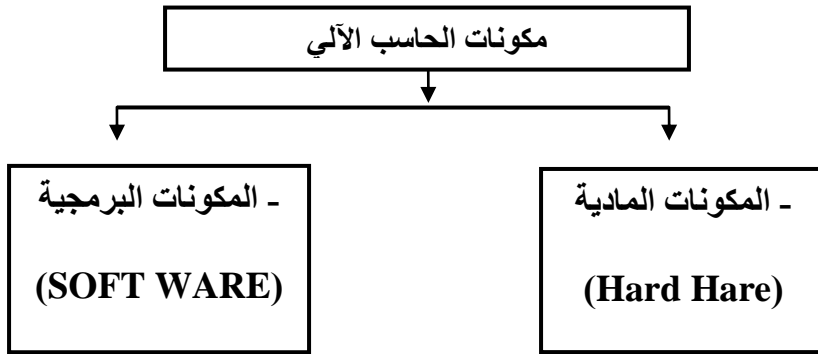 مكونات الحاسب الآلي
- المكونات المادية
(Hard Hare)
- المكونات البرمجية
(SOFT WARE)